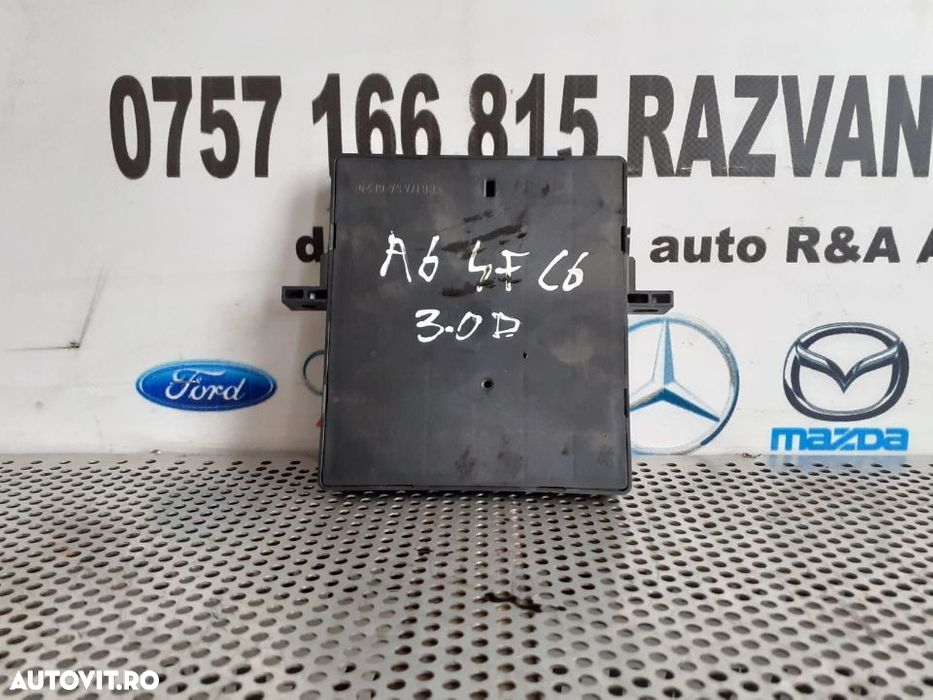 0757 166 815 RAZVAN
auto R&A A
A6 4F C6
3.0D
Ford
mazda
AUTOVIT.RO